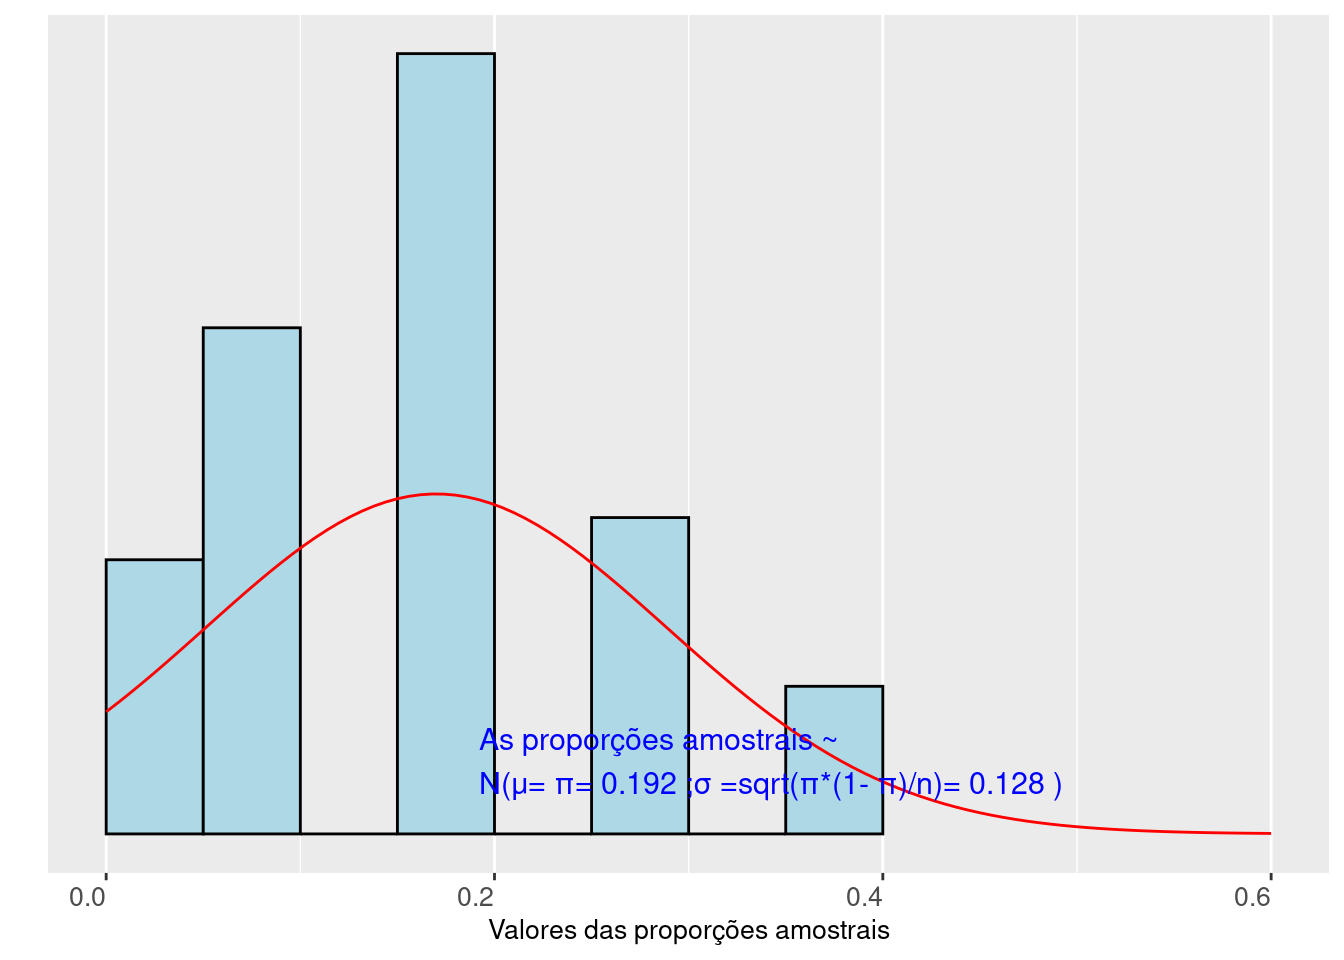 As proporções amostrais ~
N(μ= π= 0.192 ;σ =sqrt(π*(1- π)/n)= 0.128 )
0.0 0.2 0.4 0.6
Valores das proporções amostrais